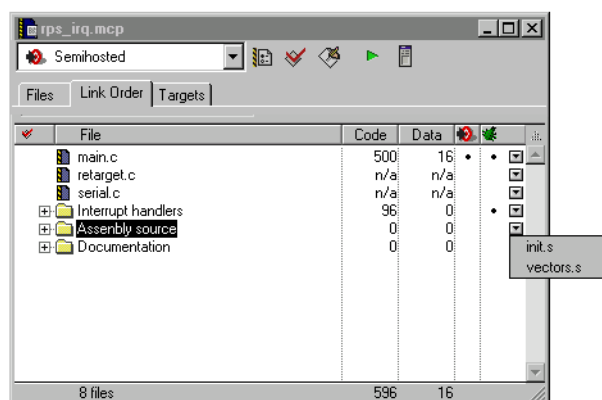 rps_irq.mcp
Semihosted
Files Link Order Targets
File Code Data
main.c 500 16
retarget.c n/a n/a
serial.c n/a n/a
Interrupt handlers 96 0
Assembly source 0 0
Documentation 0 0
init.s
vectors.s
8 files 596 16